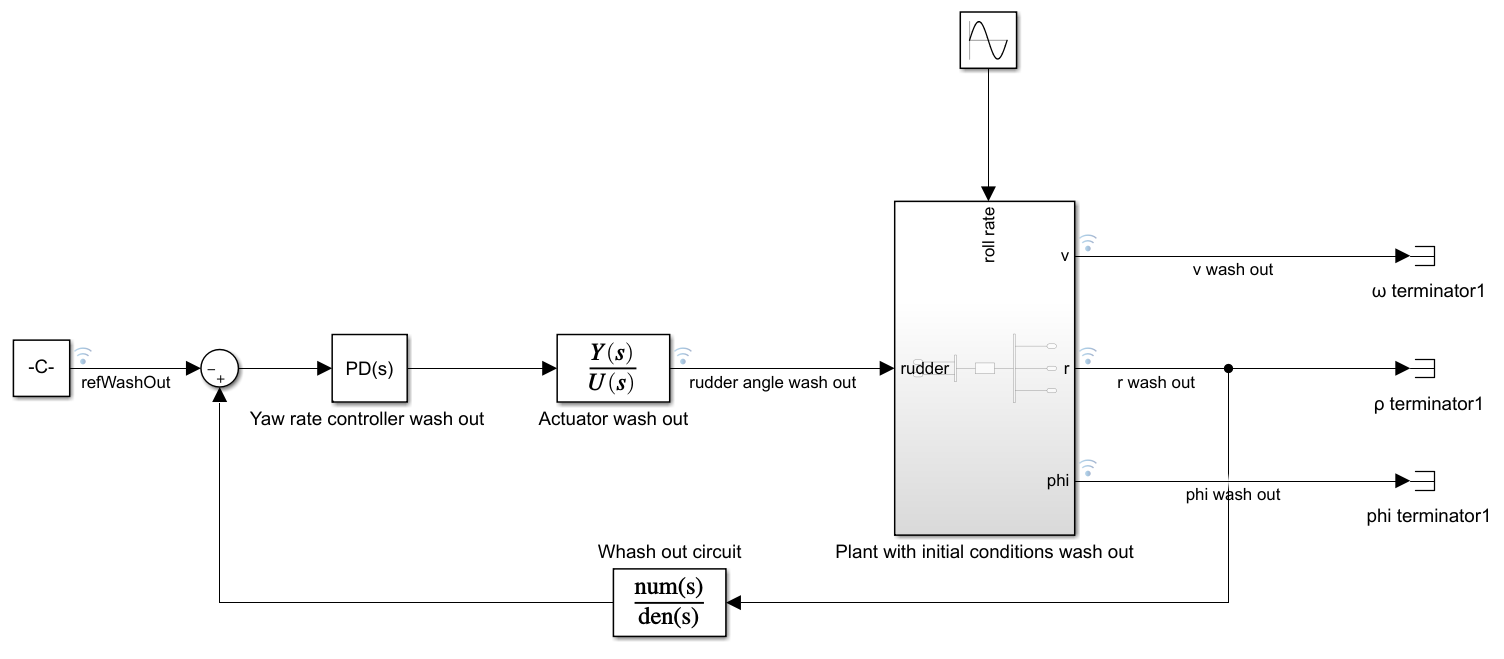 roll rate
v
v wash out
ω terminator1
-C-
refWashOut
−
+
PD(s)
Yaw rate controller wash out
Y(s)
U(s)
Actuator wash out
rudder angle wash out
rudder
r
r wash out
ρ terminator1
phi
phi wash out
phi terminator1
Plant with initial conditions wash out
Whash out circuit
num(s)
den(s)